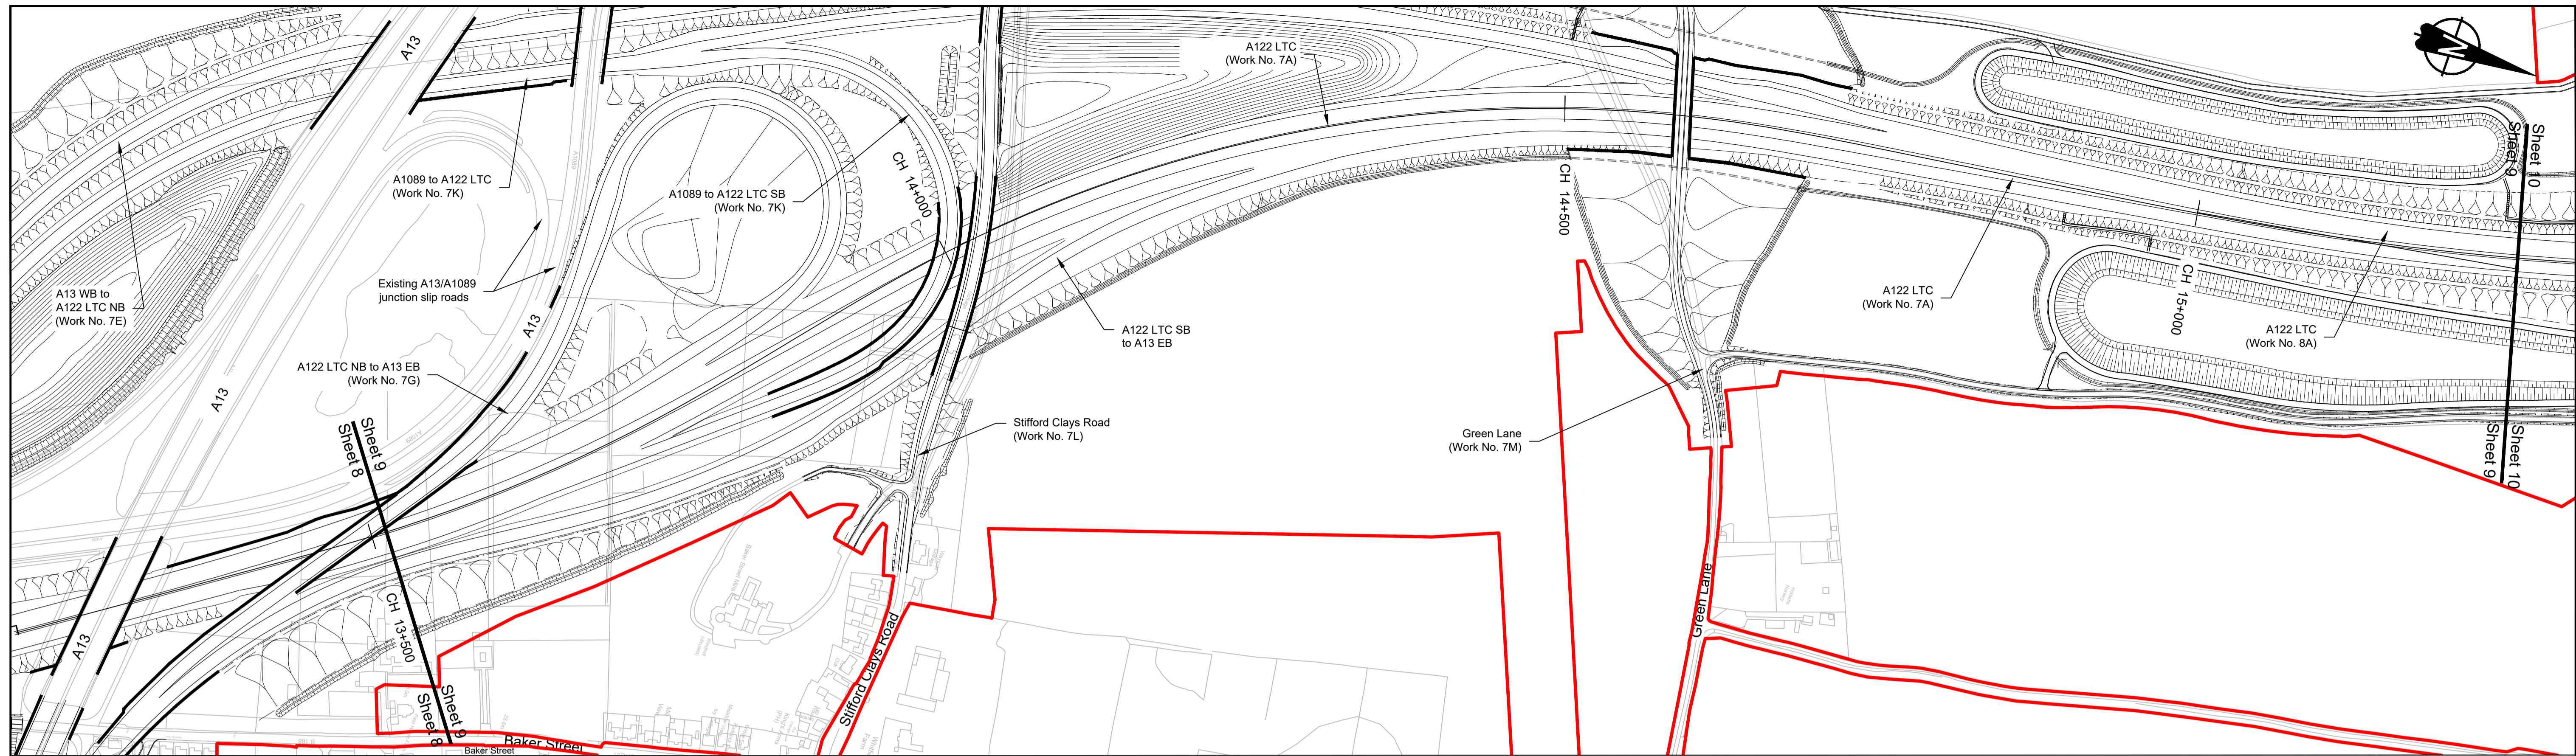 A13
A122 LTC
(Work No. 7A)
N
Sheet 10
Sheet 9
A1089
A1089 to A122 LTC
(Work No. 7K)
A1089 to A122 LTC SB
(Work No. 7K)
CH 14+000
CH 14+500
Existing A13/A1089
junction slip roads
A13 WB to
A122 LTC NB
(Work No. 7E)
A13
A122 LTC SB
to A13 EB
A122 LTC
(Work No. 7A)
CH 15+000
A122 LTC
(Work No. 8A)
A122 LTC NB to A13 EB
(Work No. 7G)
A13
Sheet 9
Sheet 8
A1089
Stifford Clays Road
(Work No. 7L)
Green Lane
(Work No. 7M)
Sheet 10
Sheet 9
A13
CH 13+500
Green Lane
Stifford Clays Road
Sheet 9
Sheet 8
Baker Street
Baker Street